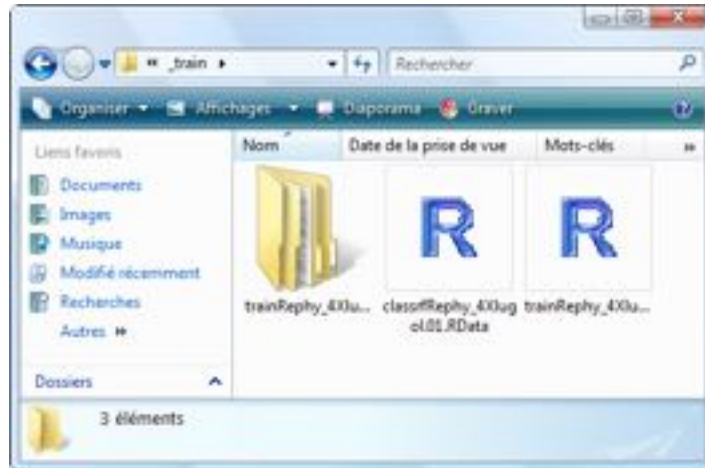 _train
Rechercher
Organiser Affichages Diaporama Graver
Liens favoris
Nom Date de la prise de vue Mots-clés
Documents
Images
Musique
Modifié récemment
Recherches
Autres
trainRephy_4Xlu... classrfRephy_4Xlug trainRephy_4Xlu...
ol.01.RData
Dossiers
3 éléments